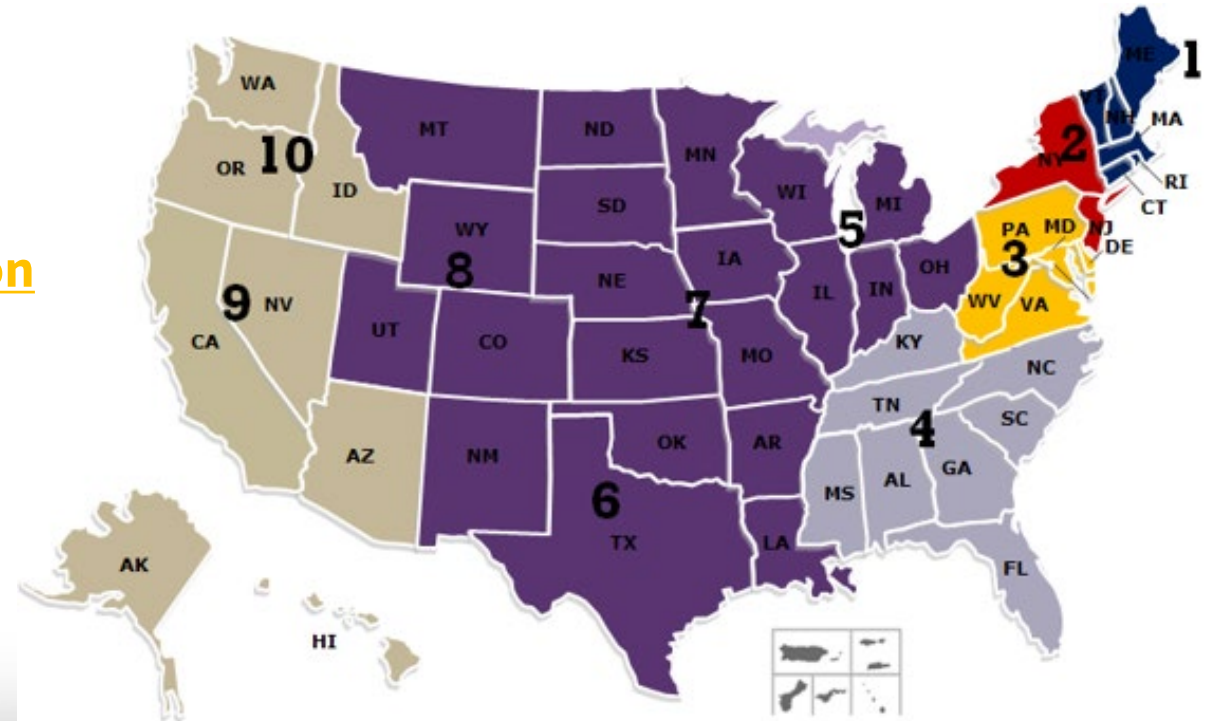 on
ME
1
VT
NH
MA
WA
MT
ND
MN
2
NY
OR
10
ID
RI
CT
WI
MI
SD
WY
PA
MD
NJ
DE
5
3
8
IA
OH
NE
IL
IN
9
NV
WV
VA
7
UT
CO
CA
KS
MO
KY
NC
TN
4
SC
AZ
NM
OK
AR
GA
MS
AL
6
TX
LA
AK
FL
HI